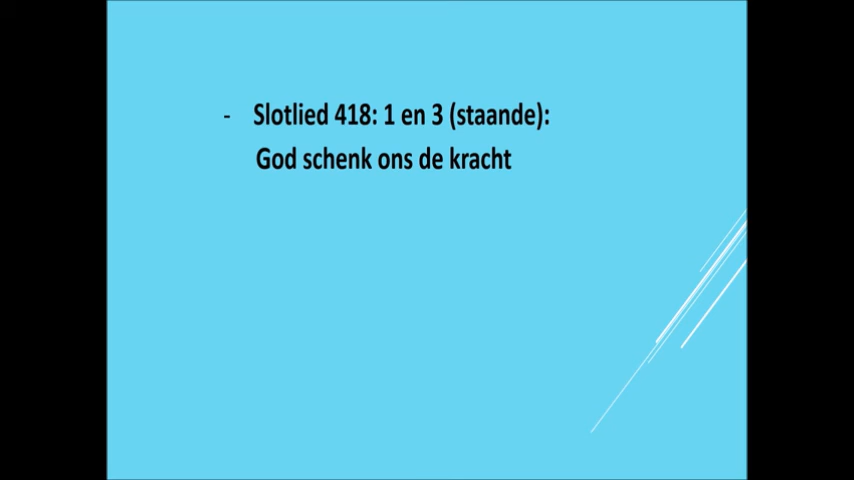 - Slotlied 418: 1 en 3 (staande):
God schenk ons de kracht